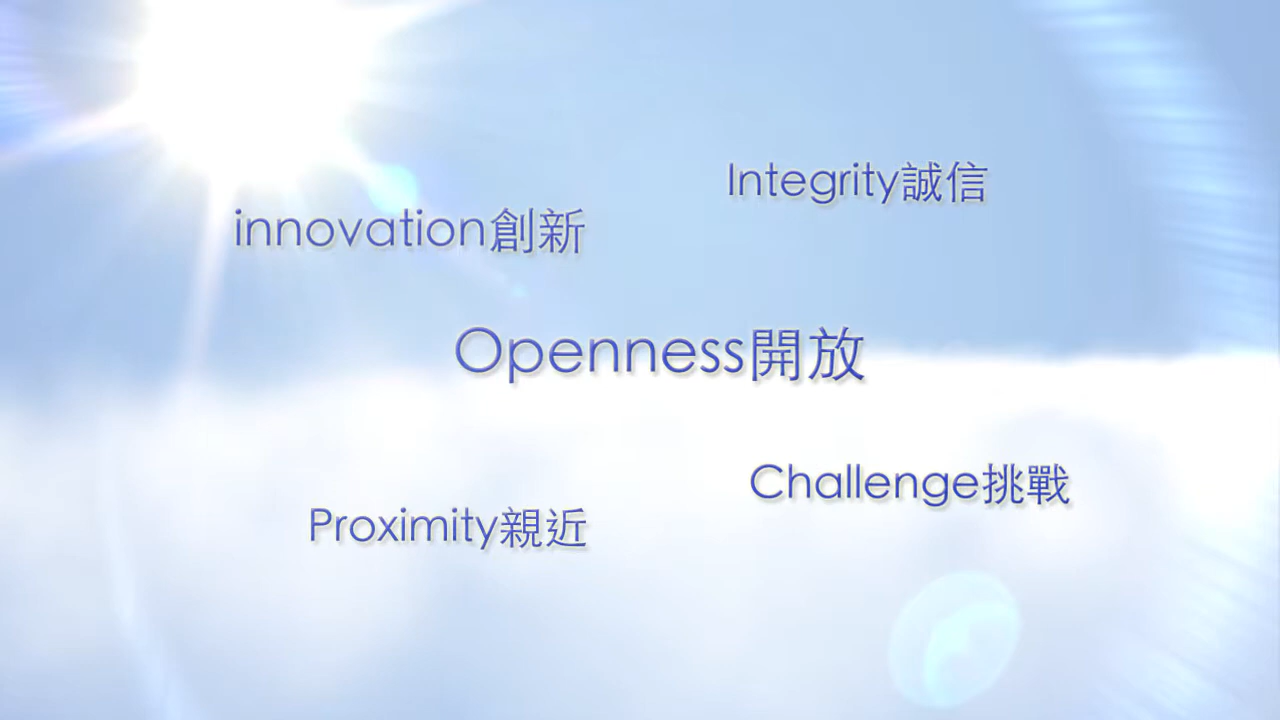 Integrity誠信
innovation創新
Openness開放
Challenge挑戰
Proximity親近